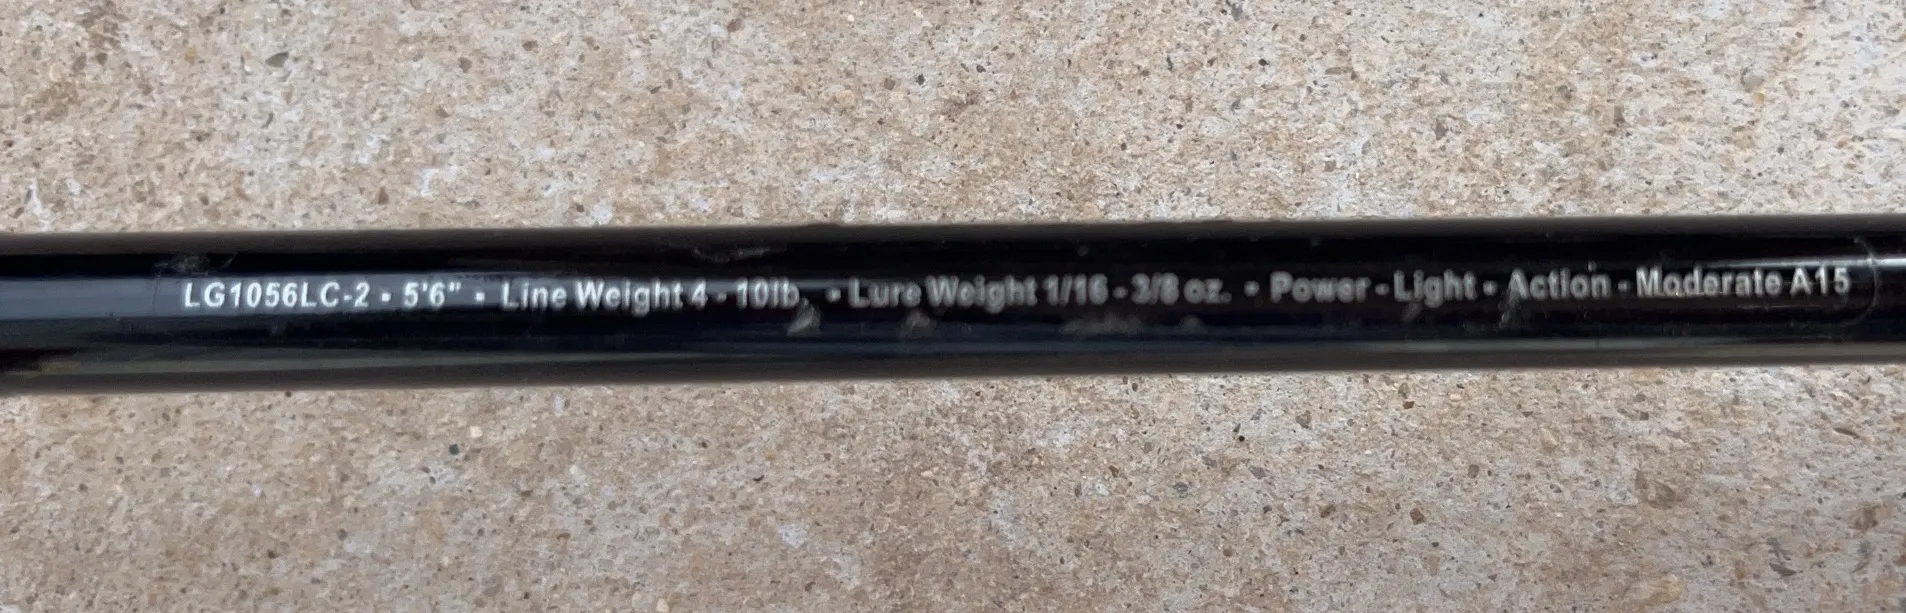 LG1056LC-2 • 5'6" • Line Weight 4 - 10lb. • Lure Weight 1/16 - 3/8 oz. • Power - Light - Action - Moderate A15